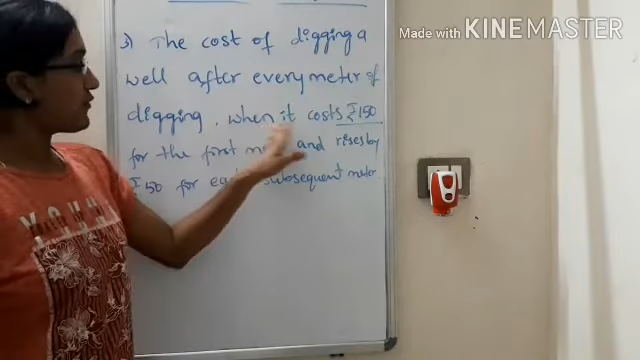 Made with KINEMASTER
3) The cost of digging a
well after every meter of
digging. when it costs ₹150
for the first and rises by
₹50 for each subsequent meter.